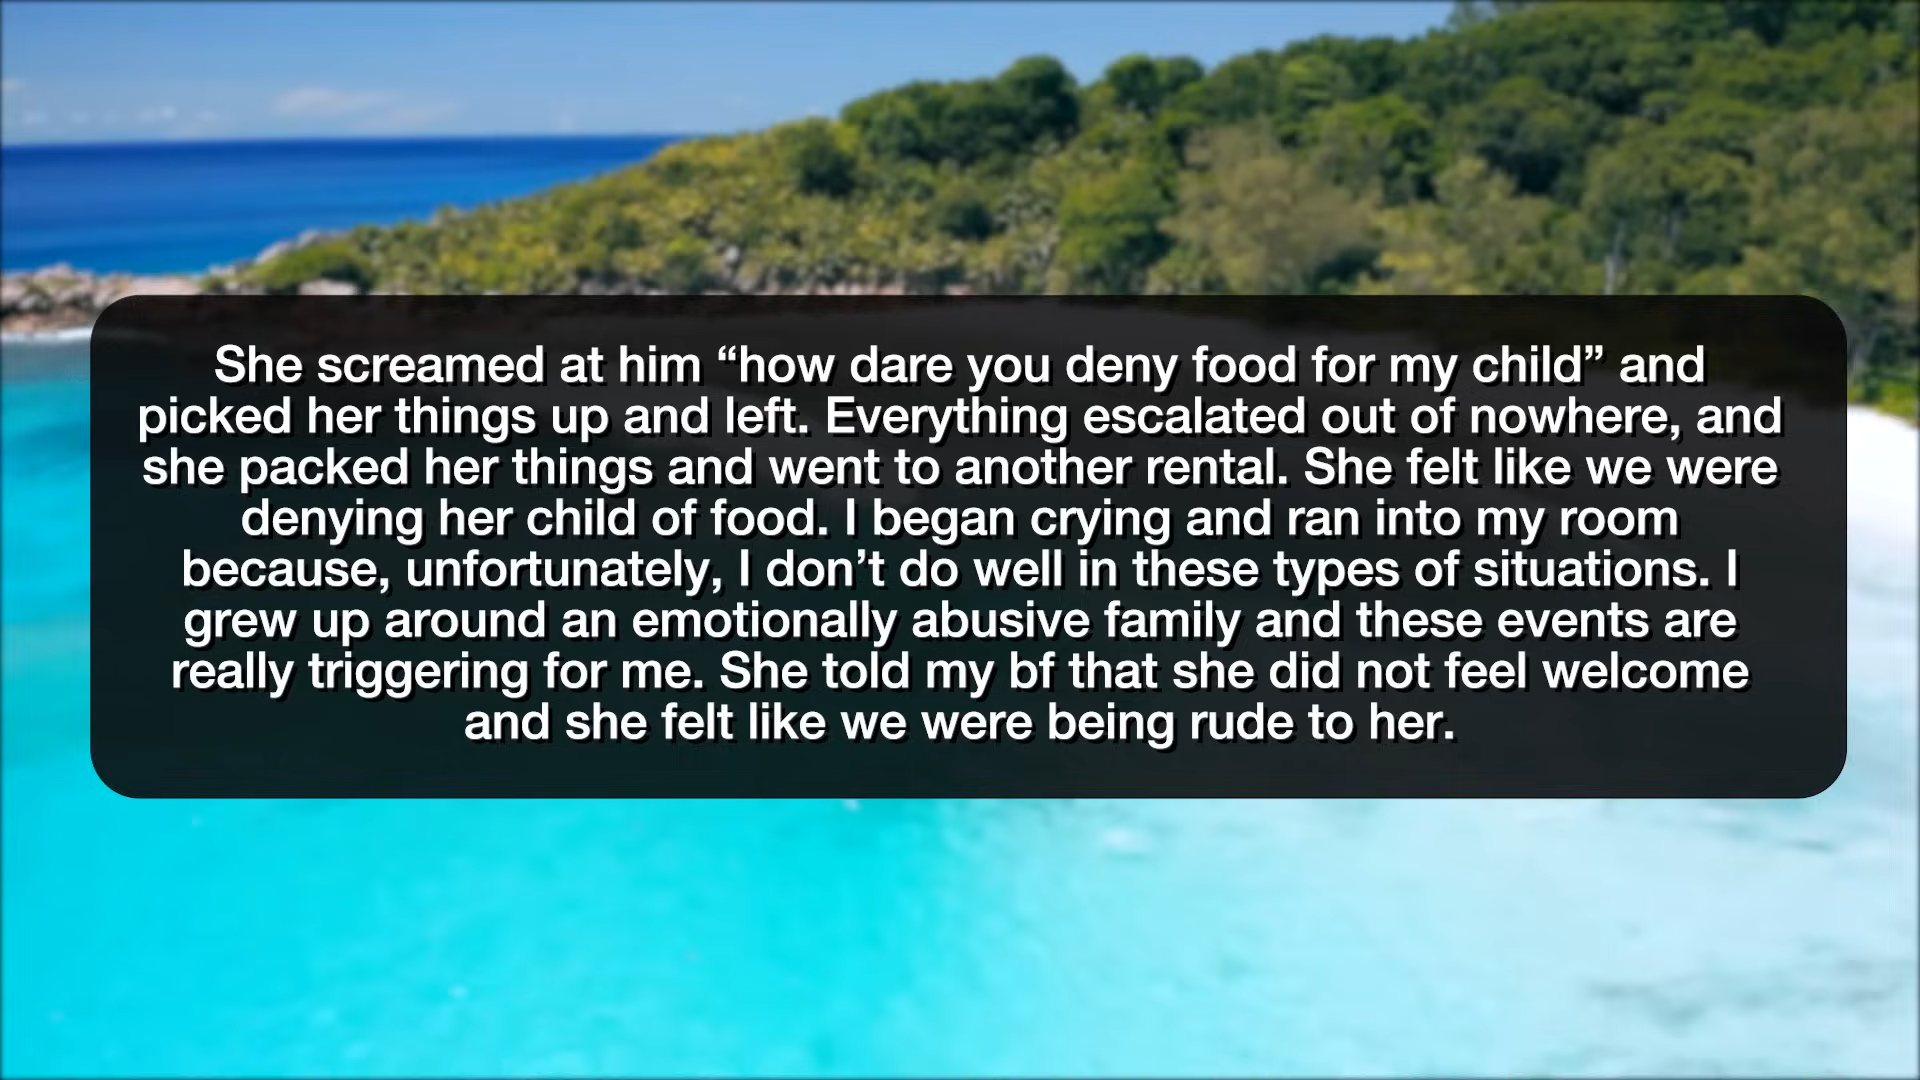 She screamed at him “how dare you deny food for my child” and
picked her things up and left. Everything escalated out of nowhere, and
she packed her things and went to another rental. She felt like we were
denying her child of food. I began crying and ran into my room
because, unfortunately, I don’t do well in these types of situations. I
grew up around an emotionally abusive family and these events are
really triggering for me. She told my bf that she did not feel welcome
and she felt like we were being rude to her.